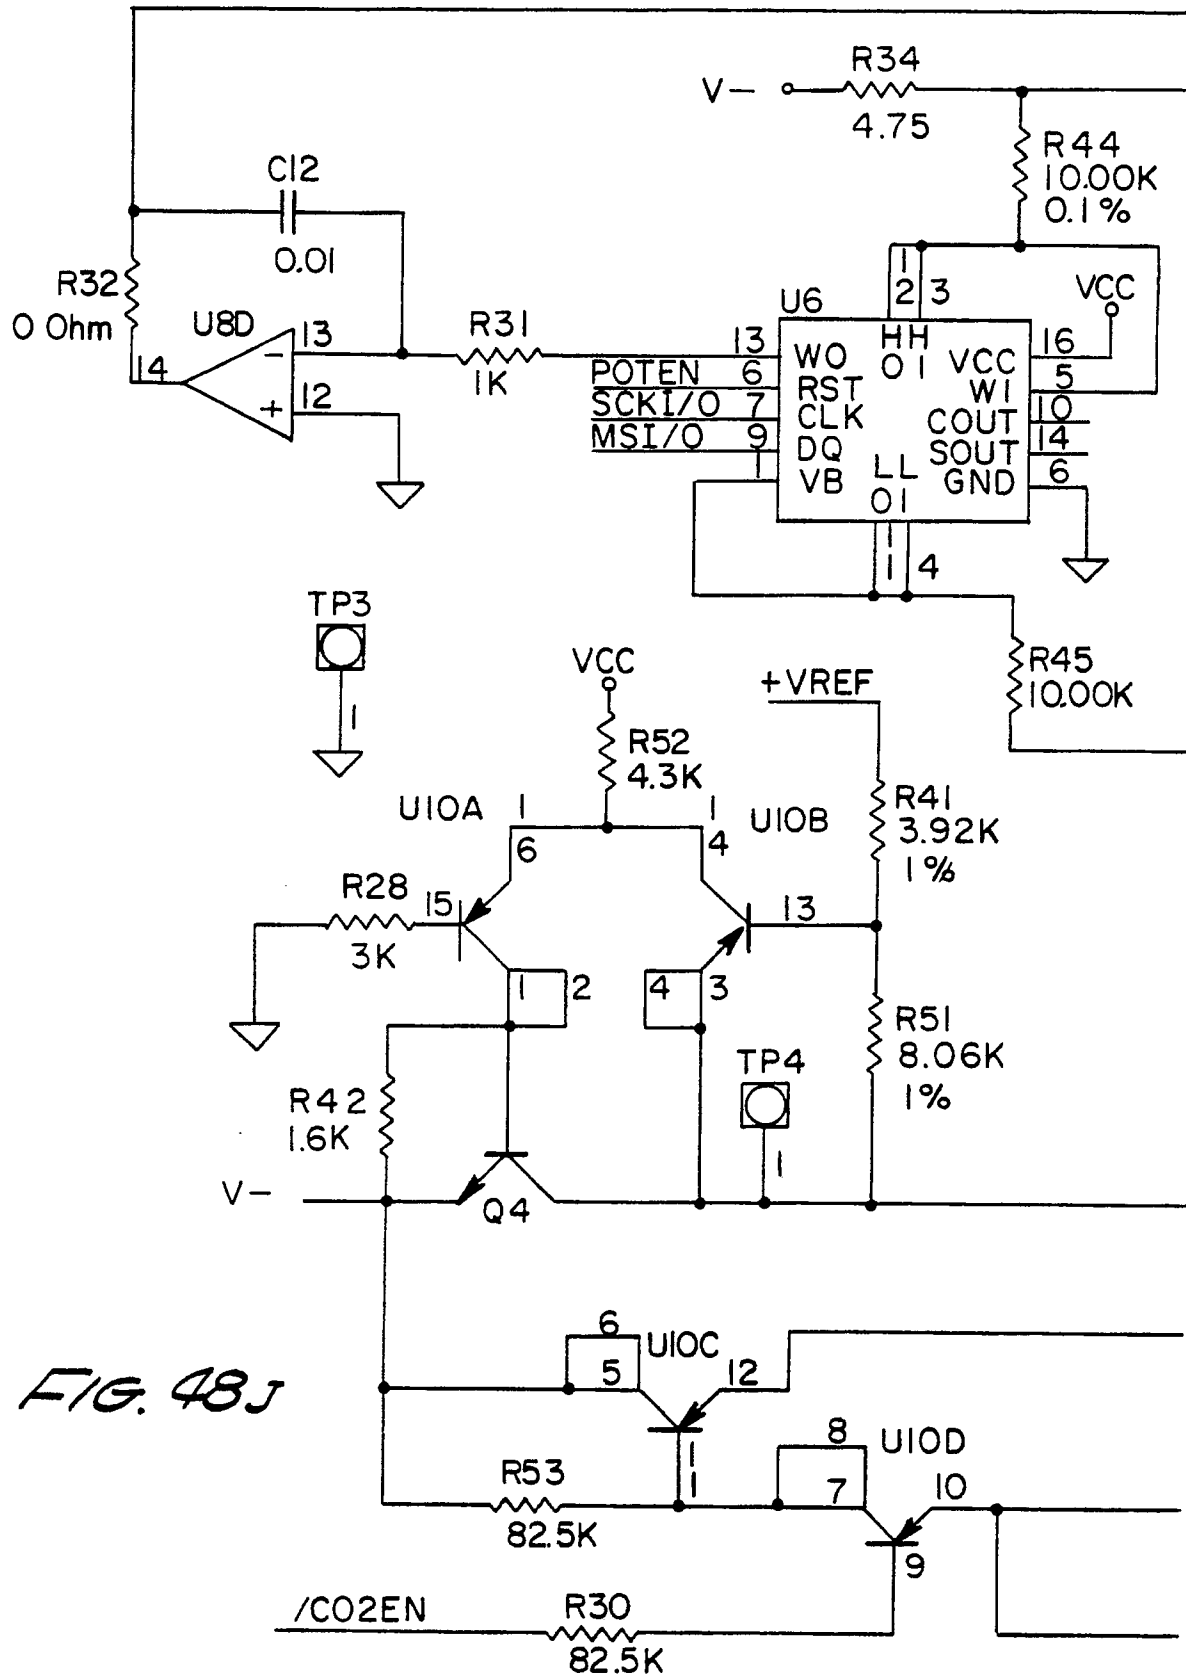 R34
V-
4.75
R44
10.00K
0.1%
C12
0.01
R32
0 Ohm
U8D
13
14
12
-
+
R31
1K
U6
1
2
3
VCC
13
WO
H H
O I
VCC
16
POTEN
6
RST
WI
5
SCKI/O
7
CLK
COUT
10
MSI/O
9
DQ
SOUT
14
1
VB
L L
O I
GND
6
1
1
4
TP3
1
VCC
+VREF
R45
10.00K
R52
4.3K
U10A
1
6
1
4
U10B
R41
3.92K
1%
R28
15
3K
13
1
2
4
3
R51
8.06K
1%
TP4
1
R42
1.6K
V-
Q4
6
U10C
5
12
1
1
FIG. 48J
8
U10D
R53
7
10
82.5K
9
/CO2EN
R30
82.5K